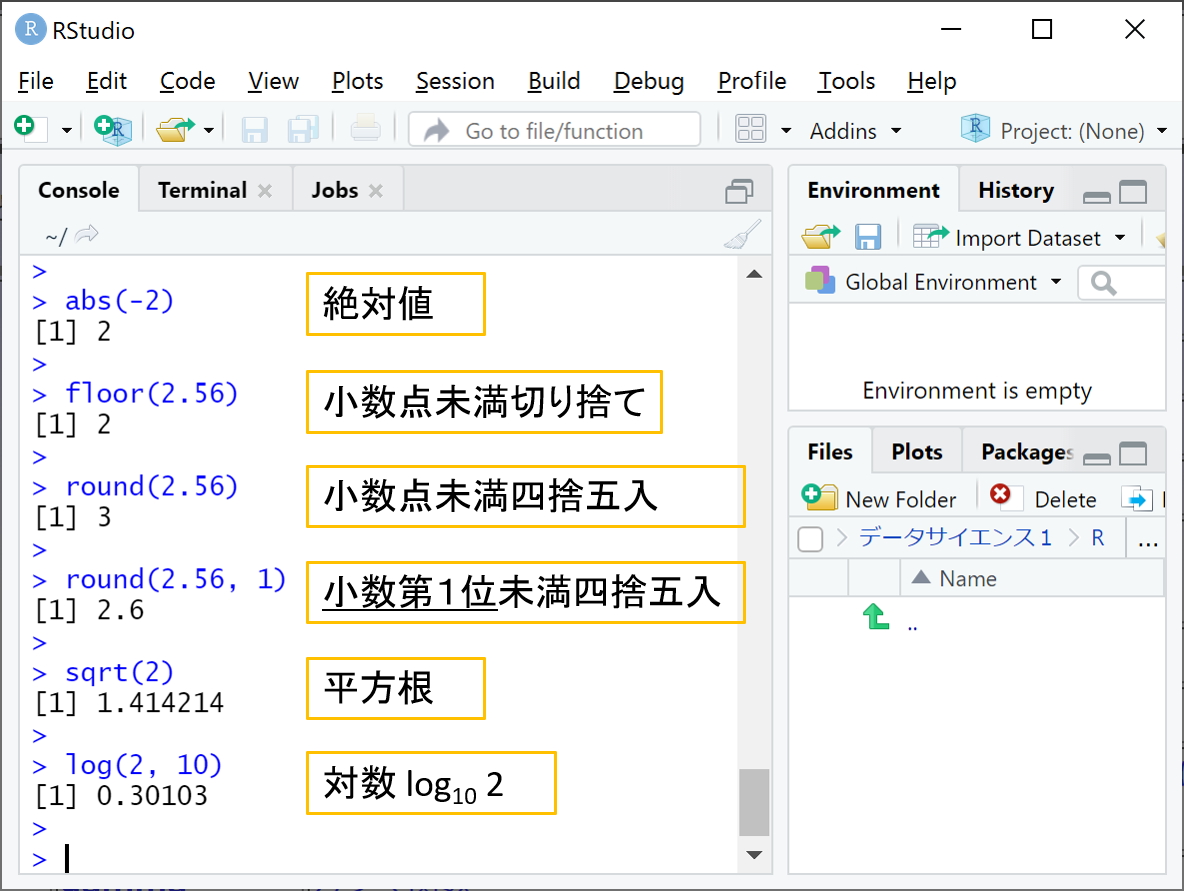 RStudio
File Edit Code View Plots Session Build Debug Profile Tools Help
Go to file/function Addins Project: (None)
Console Terminal Jobs
~/
>
> abs(-2)
[1] 2
絶対値
>
> floor(2.56)
[1] 2
小数点未満切り捨て
>
> round(2.56)
[1] 3
小数点未満四捨五入
>
> round(2.56, 1)
[1] 2.6
小数第1位未満四捨五入
>
> sqrt(2)
[1] 1.414214
平方根
>
> log(2, 10)
[1] 0.30103
対数 log10 2
>
>
Environment History
Import Dataset
Global Environment
Environment is empty
Files Plots Packages
New Folder Delete
データサイエンス1 R ...
Name
..